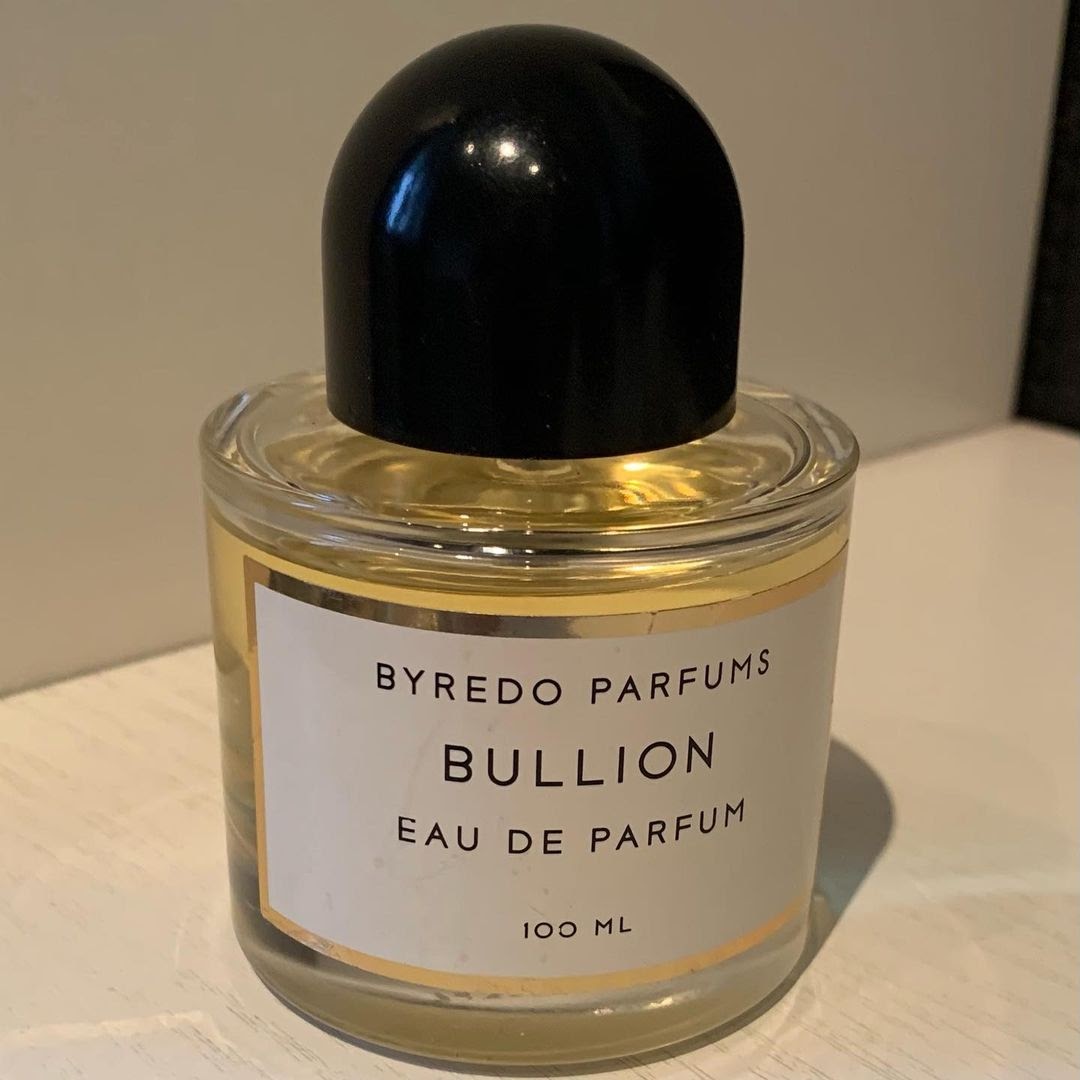 BYREDO PARFUMS
BULLION
EAU DE PARFUM
100 ML